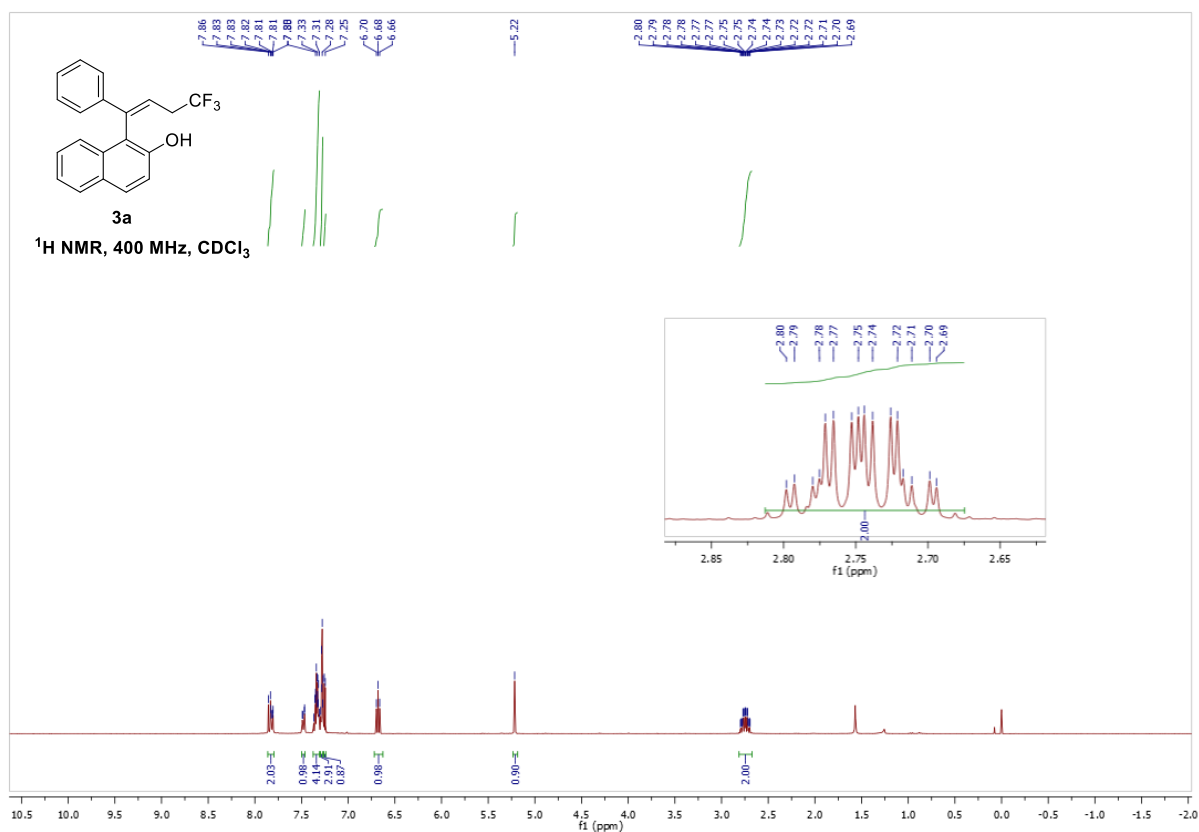 7.86 7.83 7.83 7.82 7.81 7.81 7.80 7.33 7.31 7.28 7.25 6.70 6.68 6.66 5.22 2.80 2.79 2.78 2.78 2.77 2.77 2.75 2.75 2.74 2.74 2.73 2.72 2.72 2.71 2.70 2.69
CF3
OH
3a
1H NMR, 400 MHz, CDCl3
2.80 2.79 2.78 2.77 2.75 2.74 2.72 2.71 2.70 2.69
2.00
2.85 2.80 2.75 2.70 2.65
f1 (ppm)
2.03 0.98 4.14 2.91 0.87 0.98 0.90 2.00
10.5 10.0 9.5 9.0 8.5 8.0 7.5 7.0 6.5 6.0 5.5 5.0 4.5 4.0 3.5 3.0 2.5 2.0 1.5 1.0 0.5 0.0 -0.5 -1.0 -1.5 -2.0
f1 (ppm)